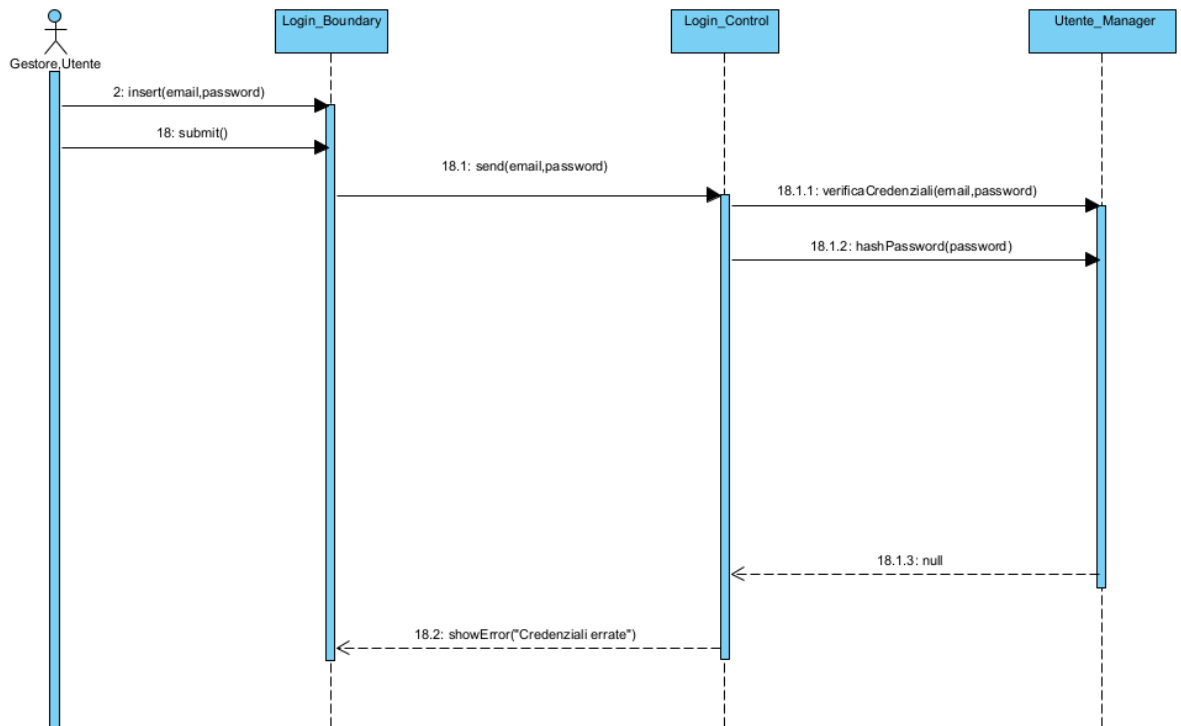 Login_Boundary
Login_Control
Utente_Manager
Gestore,Utente
2: insert(email,password)
18: submit()
18.1: send(email,password)
18.1.1: verificaCredenziali(email,password)
18.1.2: hashPassword(password)
18.1.3: null
18.2: showError("Credenziali errate")